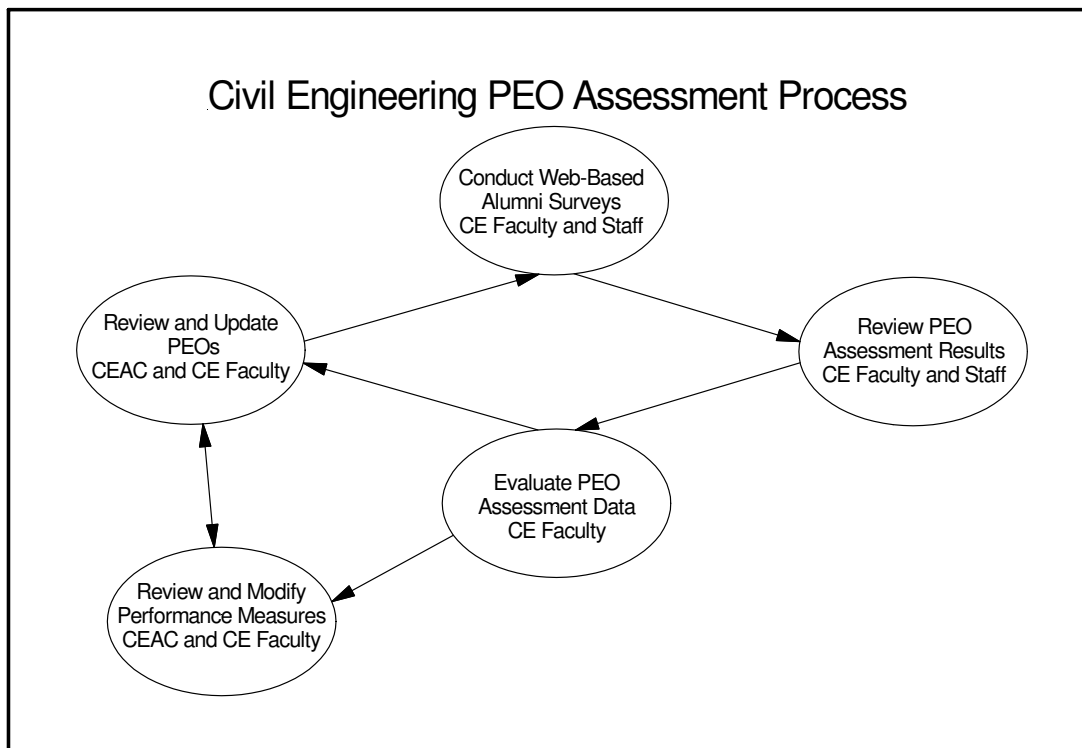 Civil Engineering PEO Assessment Process
Conduct Web-Based
Alumni Surveys
CE Faculty and Staff
Review and Update
PEOs
CEAC and CE Faculty
Review PEO
Assessment Results
CE Faculty and Staff
Evaluate PEO
Assessment Data
CE Faculty
Review and Modify
Performance Measures
CEAC and CE Faculty